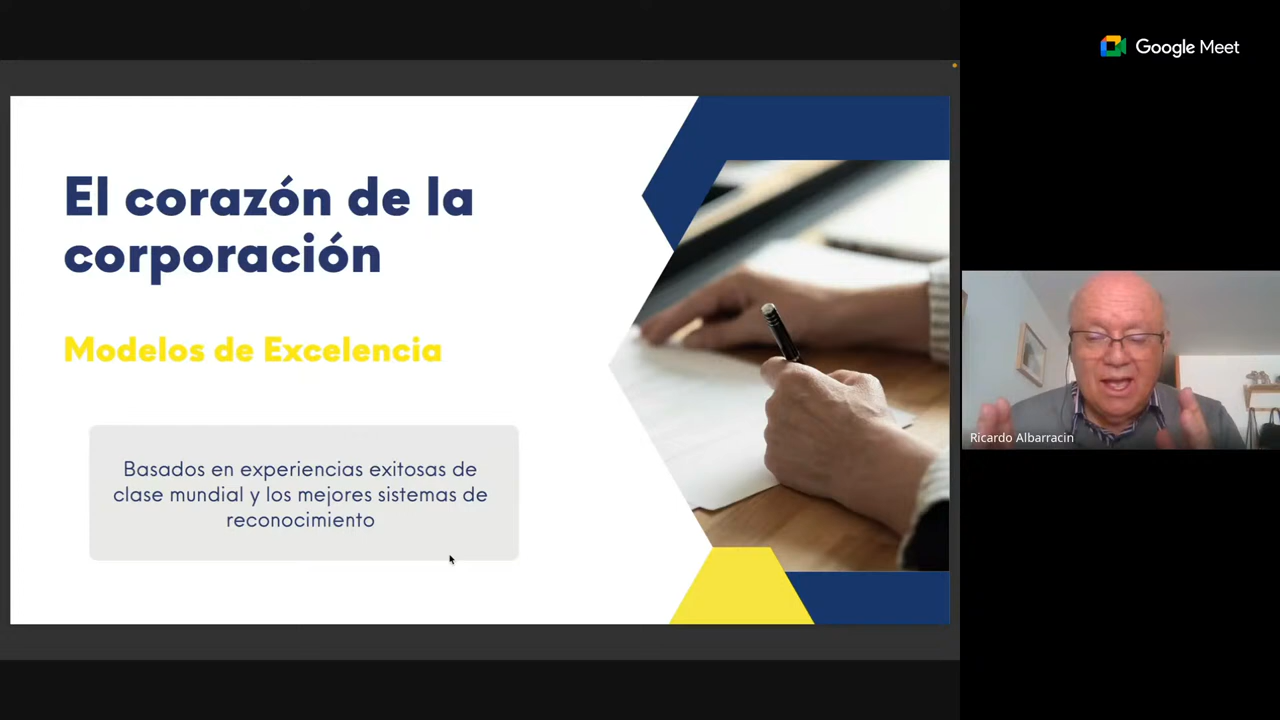 Google Meet
El corazón de la
corporación
Modelos de Excelencia
Basados en experiencias exitosas de
clase mundial y los mejores sistemas de
reconocimiento
Ricardo Albarracin